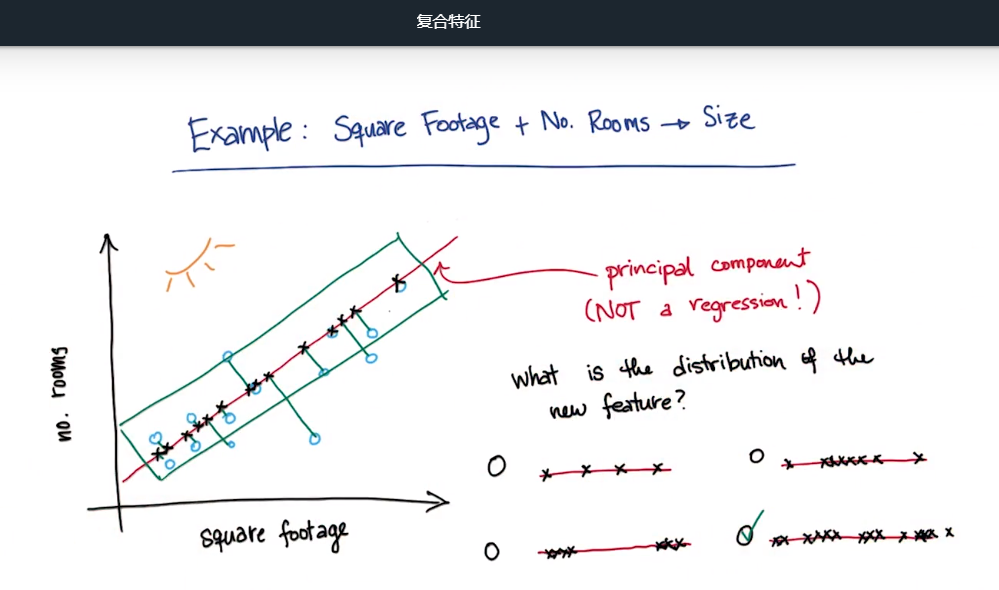 复合特征
Example: Square Footage + No. Rooms → Size
principal component
(NOT a regression!)
what is the distribution of the
new feature?
no. rooms
square footage